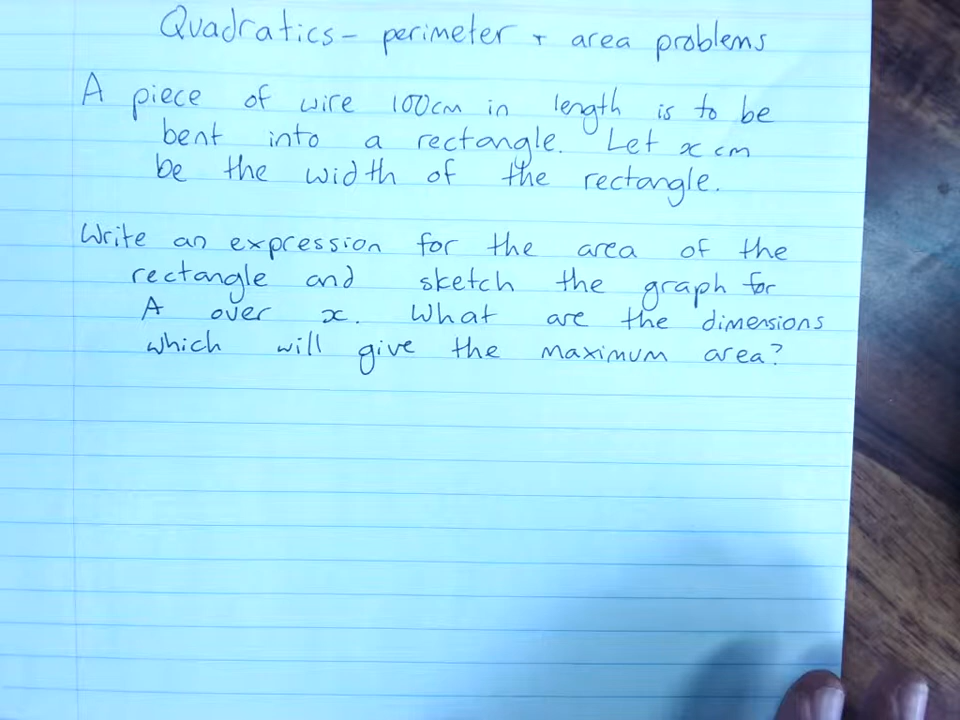 Quadratics - perimeter + area problems
A piece of wire 100cm in length is to be
bent into a rectangle. Let x cm
be the width of the rectangle.
Write an expression for the area of the
rectangle and sketch the graph for
A over x. What are the dimensions
which will give the maximum area?